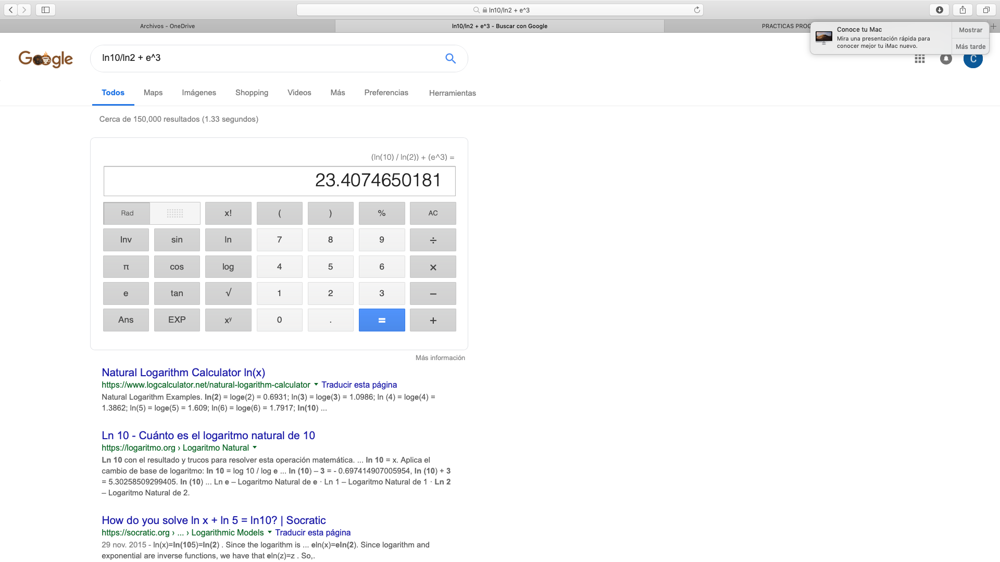 ln10/ln2 + e^3
Archivos - OneDrive
ln10/ln2 + e^3 - Buscar con Google
PRACTICAS PROG
Conoce tu Mac
Mira una presentación rápida para
conocer mejor tu iMac nuevo.
Mostrar
Más tarde
Google
ln10/ln2 + e^3
C
Todos
Maps
Imágenes
Shopping
Videos
Más
Preferencias
Herramientas
Cerca de 150,000 resultados (1.33 segundos)
(ln(10) / ln(2)) + (e^3) =
23.4074650181
Rad x! ( ) % AC
Inv sin ln 7 8 9 ÷
π cos log 4 5 6 ×
e tan √ 1 2 3 −
Ans EXP xʸ 0 . = +
Más información
Natural Logarithm Calculator ln(x)
https://www.logcalculator.net/natural-logarithm-calculator Traducir esta página
Natural Logarithm Examples. ln(2) = loge(2) = 0.6931; ln(3) = loge(3) = 1.0986; ln (4) = loge(4) =
1.3862; ln(5) = loge(5) = 1.609; ln(6) = loge(6) = 1.7917; ln(10) ...
Ln 10 - Cuánto es el logaritmo natural de 10
https://logaritmo.org › Logaritmo Natural
Ln 10 con el resultado y trucos para resolver esta operación matemática. ... ln 10 = x. Aplica el
cambio de base de logaritmo: ln 10 = log 10 / log e ... ln (10) – 3 = - 0.697414907005954, ln (10) + 3
= 5.30258509299405. ln (10) ... Ln e – Logaritmo Natural de e · Ln 1 – Logaritmo Natural de 1 · Ln 2
– Logaritmo Natural de 2.
How do you solve ln x + ln 5 = ln10? | Socratic
https://socratic.org › ... › Logarithmic Models Traducir esta página
29 nov. 2015 - ln(x)=ln(105)=ln(2) . Since the logarithm is ... eln(x)=eln(2). Since logarithm and
exponential are inverse functions, we have that eln(z)=z . So,.